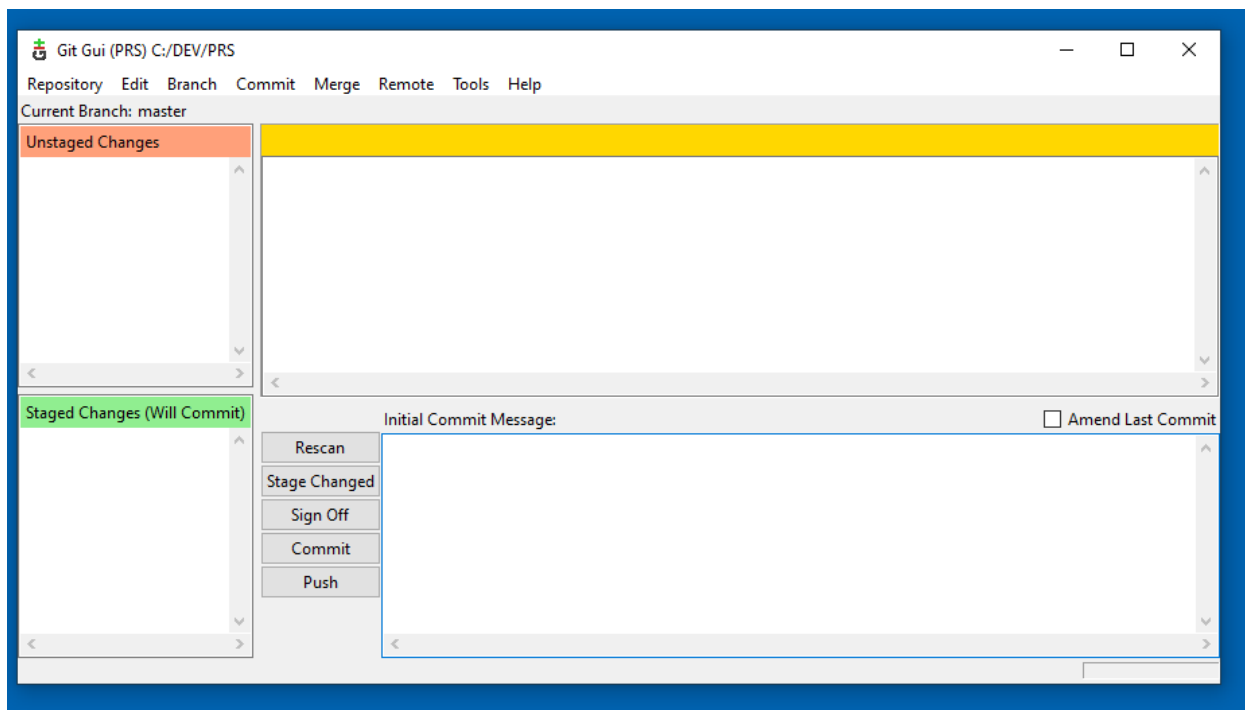 Git Gui (PRS) C:/DEV/PRS
Repository Edit Branch Commit Merge Remote Tools Help
Current Branch: master
Unstaged Changes
Staged Changes (Will Commit)
Initial Commit Message:
Amend Last Commit
Rescan
Stage Changed
Sign Off
Commit
Push